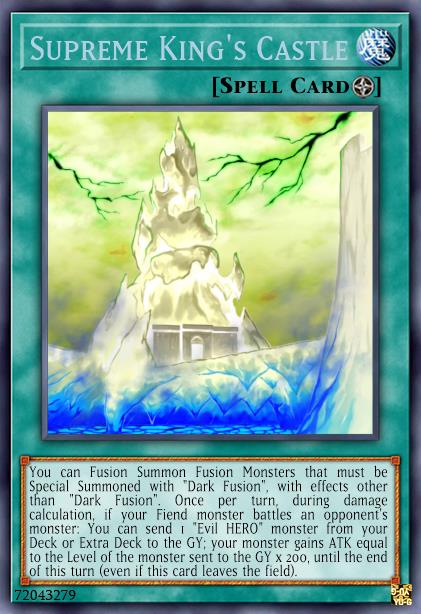 Supreme King's Castle
魔
[Spell Card]
You can Fusion Summon Fusion Monsters that must be
Special Summoned with "Dark Fusion", with effects other
than "Dark Fusion". Once per turn, during damage
calculation, if your Fiend monster battles an opponent's
monster: You can send 1 "Evil HERO" monster from your
Deck or Extra Deck to the GY; your monster gains ATK equal
to the Level of the monster sent to the GY x 200, until the end
of this turn (even if this card leaves the field).
72043279